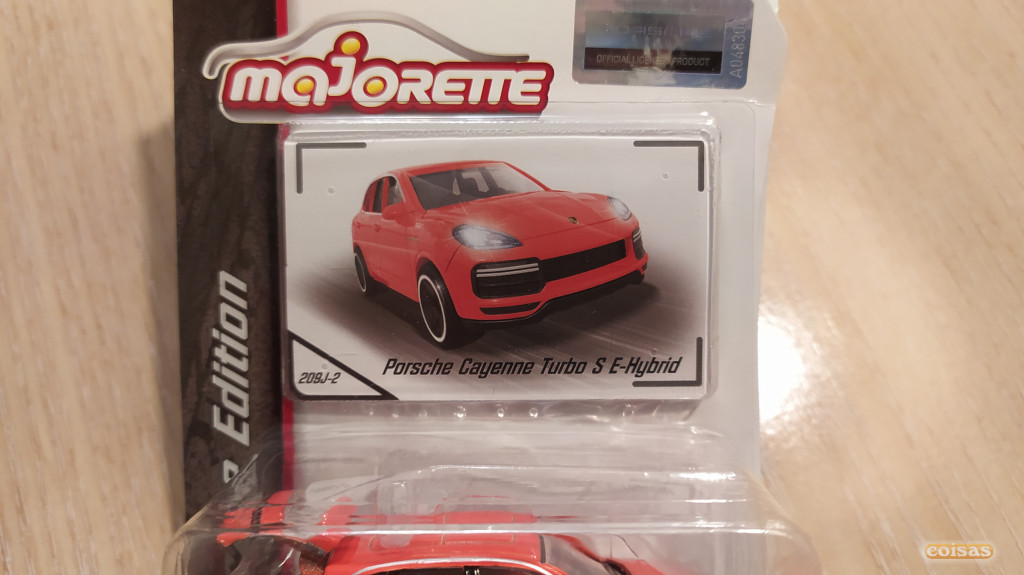 majorette
OFFICIAL LICENSED PRODUCT
A04830
Edition
Porsche Cayenne Turbo S E-Hybrid
209J-2
coisas